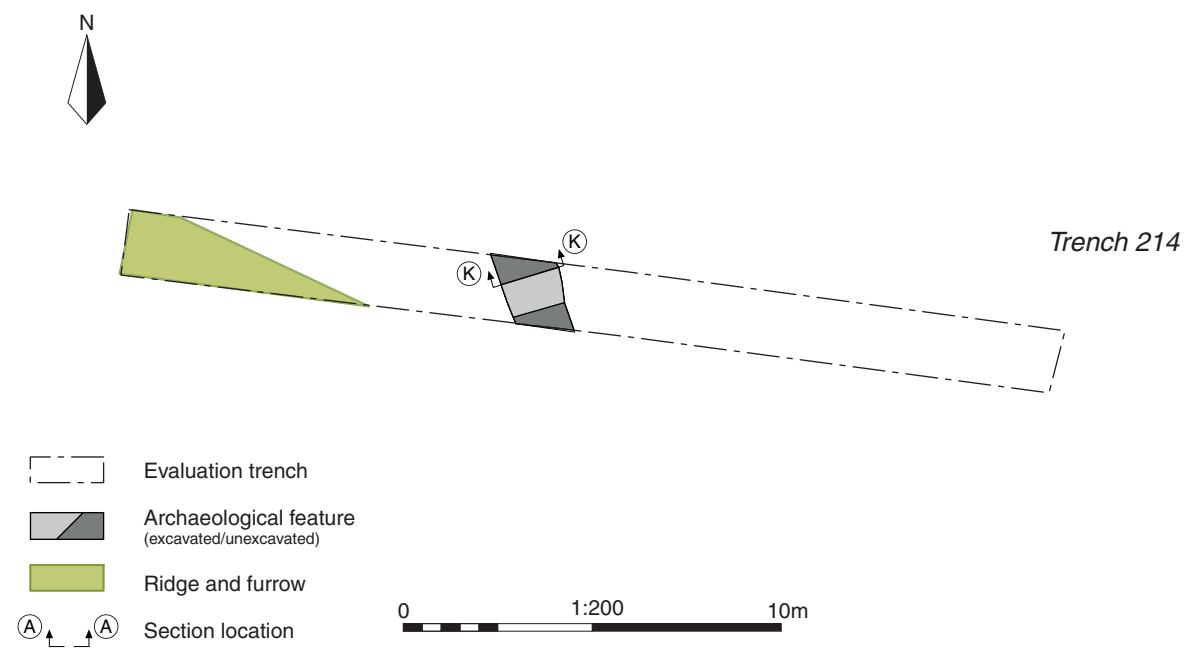 N
K
Trench 214
K
Evaluation trench
Archaeological feature
(excavated/unexcavated)
Ridge and furrow
A A Section location
0 1:200 10m